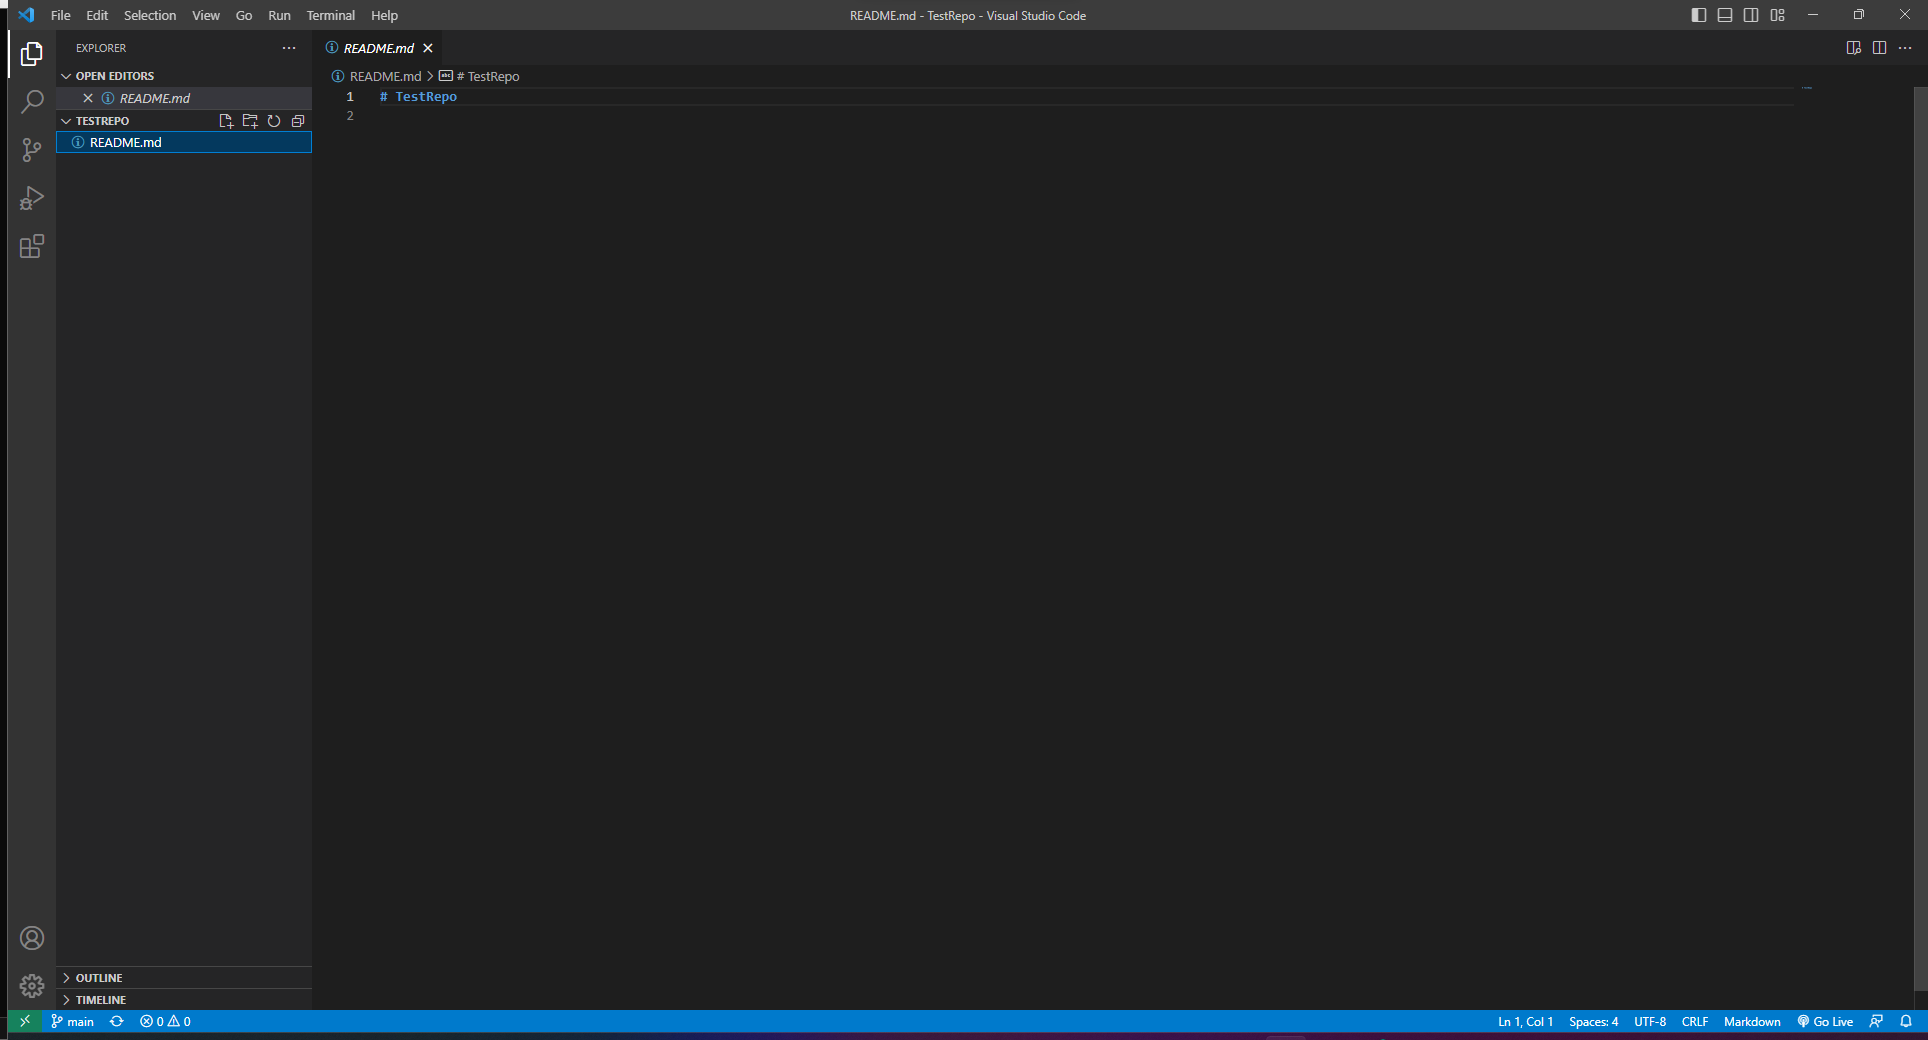 File Edit Selection View Go Run Terminal Help
README.md - TestRepo - Visual Studio Code
EXPLORER
README.md
OPEN EDITORS
README.md
TESTREPO
README.md
README.md > # TestRepo
1 # TestRepo
2
OUTLINE
TIMELINE
main 0 0
Ln 1, Col 1 Spaces: 4 UTF-8 CRLF Markdown Go Live